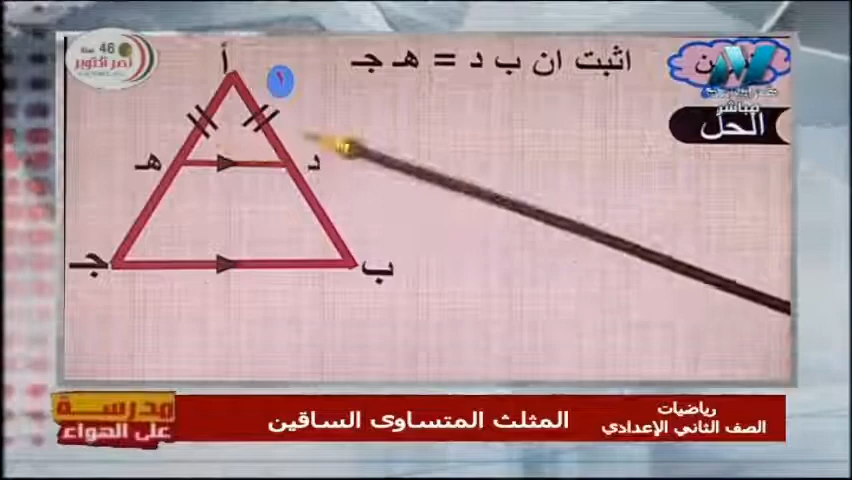 46 سنة
نصر أكتوبر
اثبت ان ب د = هـ جـ
مباشر
الحل
أ
١
هـ
د
جـ
ب
مدرسة
على الهواء
المثلث المتساوى الساقين
رياضيات
الصف الثاني الإعدادي